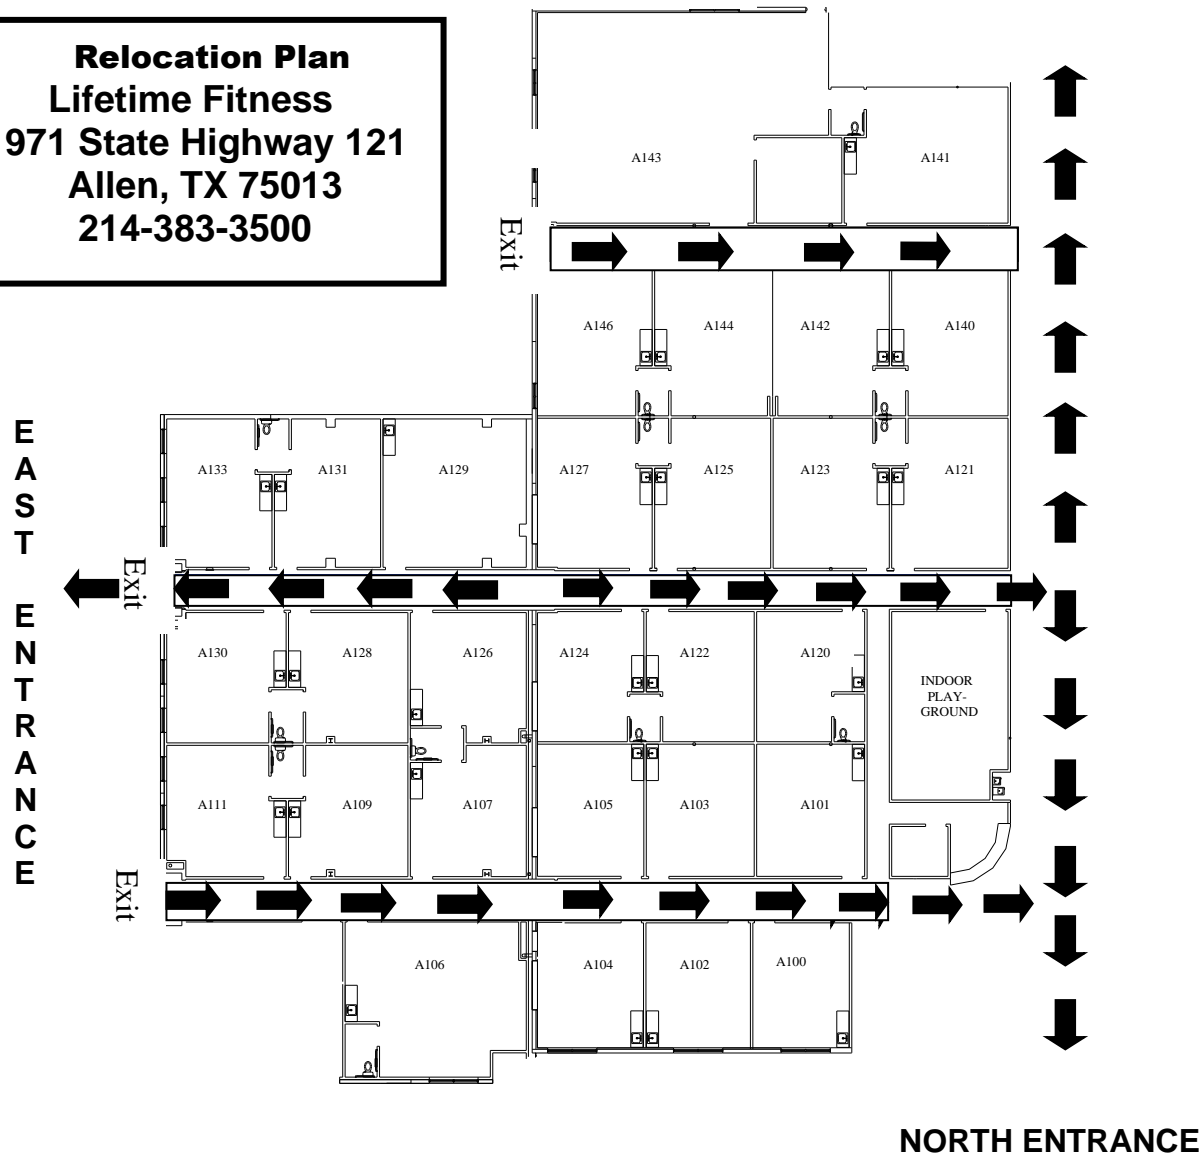 Relocation Plan
Lifetime Fitness
971 State Highway 121
Allen, TX 75013
214-383-3500
A143
A141
Exit
A146
A144
A142
A140
A133
A131
A129
A127
A125
A123
A121
EAST ENTRANCE
Exit
A130
A128
A126
A124
A122
A120
INDOOR
PLAY-
GROUND
A111
A109
A107
A105
A103
A101
Exit
A106
A104
A102
A100
NORTH ENTRANCE